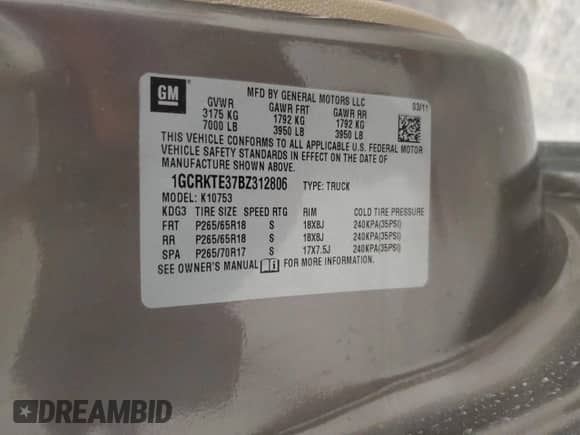 GM
MFD BY GENERAL MOTORS LLC
03/11
GVWR GAWR FRT GAWR RR
3175 KG 1792 KG 1792 KG
7000 LB 3950 LB 3950 LB
THIS VEHICLE CONFORMS TO ALL APPLICABLE U.S. FEDERAL MOTOR
VEHICLE SAFETY STANDARDS IN EFFECT ON THE DATE OF
MANUFACTURE SHOWN ABOVE.
1GCRKTE37BZ312806 TYPE: TRUCK
MODEL: K10753
KDG3 TIRE SIZE SPEED RTG RIM COLD TIRE PRESSURE
FRT P265/65R18 S 18X8J 240KPA(35PSI)
RR P265/65R18 S 18X8J 240KPA(35PSI)
SPA P265/70R17 S 17X7.5J 240KPA(35PSI)
SEE OWNER'S MANUAL FOR MORE INFORMATION.
DREAMBID